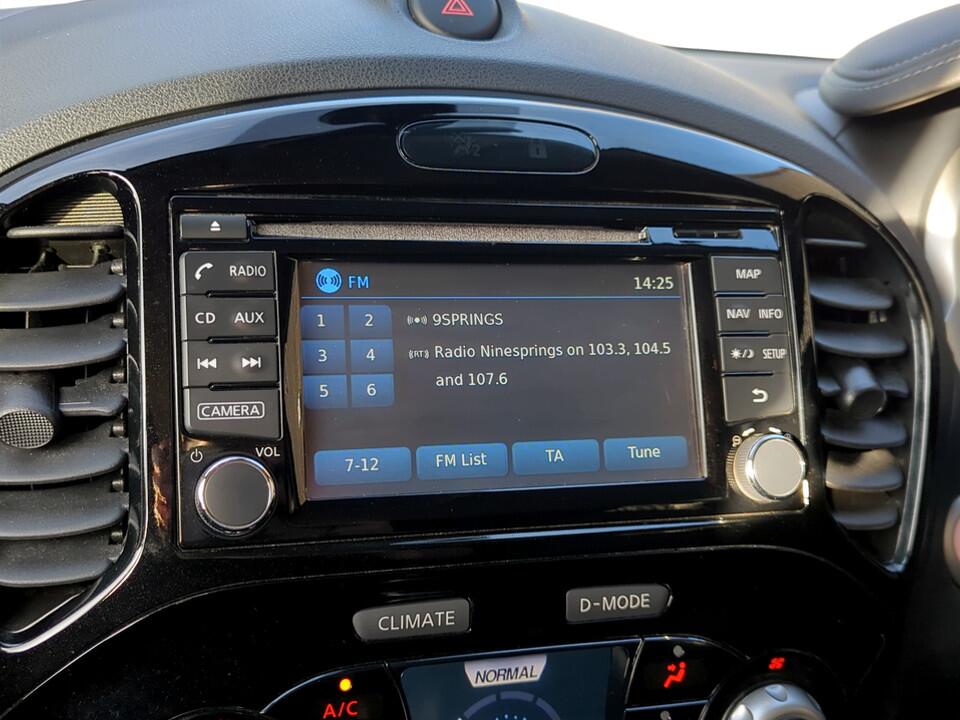 RADIO
CD AUX
CAMERA
VOL
FM 14:25
1 2
3 4
5 6
9SPRINGS
(RT) Radio Ninesprings on 103.3, 104.5
and 107.6
7-12 FM List TA Tune
MAP
NAV INFO
SETUP
CLIMATE D-MODE
NORMAL
A/C